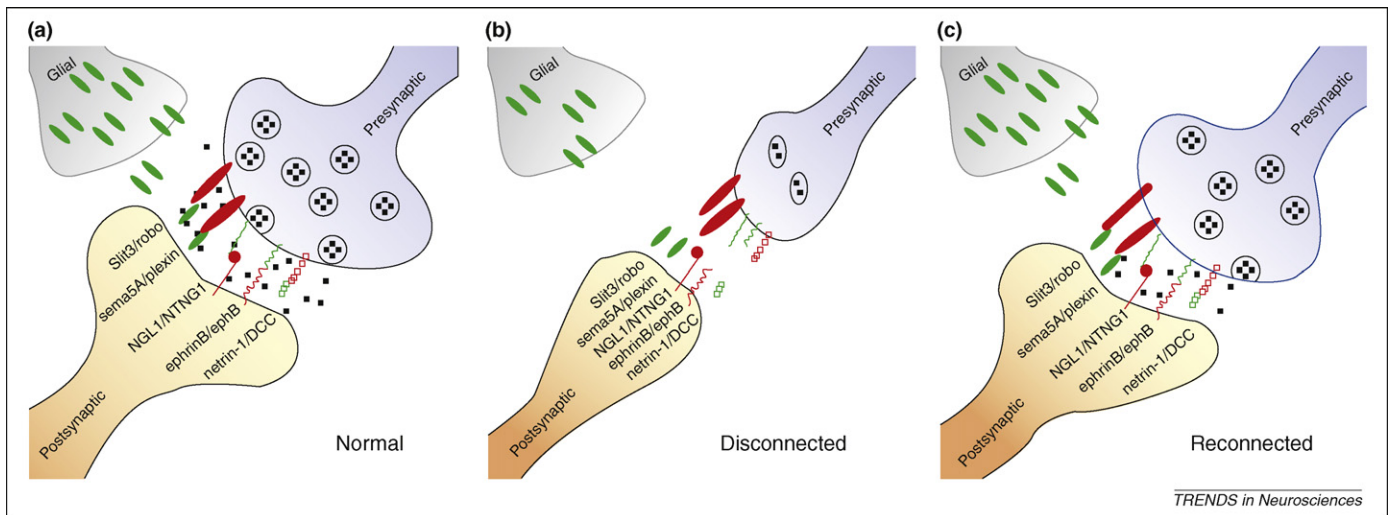 (a)
Glial
Presynaptic
Slit3/robo
sema5A/plexin
NGL1/NTNG1
ephrinB/ephB
netrin-1/DCC
Postsynaptic
Normal
(b)
Glial
Presynaptic
Slit3/robo
sema5A/plexin
NGL1/NTNG1
ephrinB/ephB
netrin-1/DCC
Postsynaptic
Disconnected
(c)
Glial
Presynaptic
Slit3/robo
sema5A/plexin
NGL1/NTNG1
ephrinB/ephB
netrin-1/DCC
Postsynaptic
Reconnected
TRENDS in Neurosciences